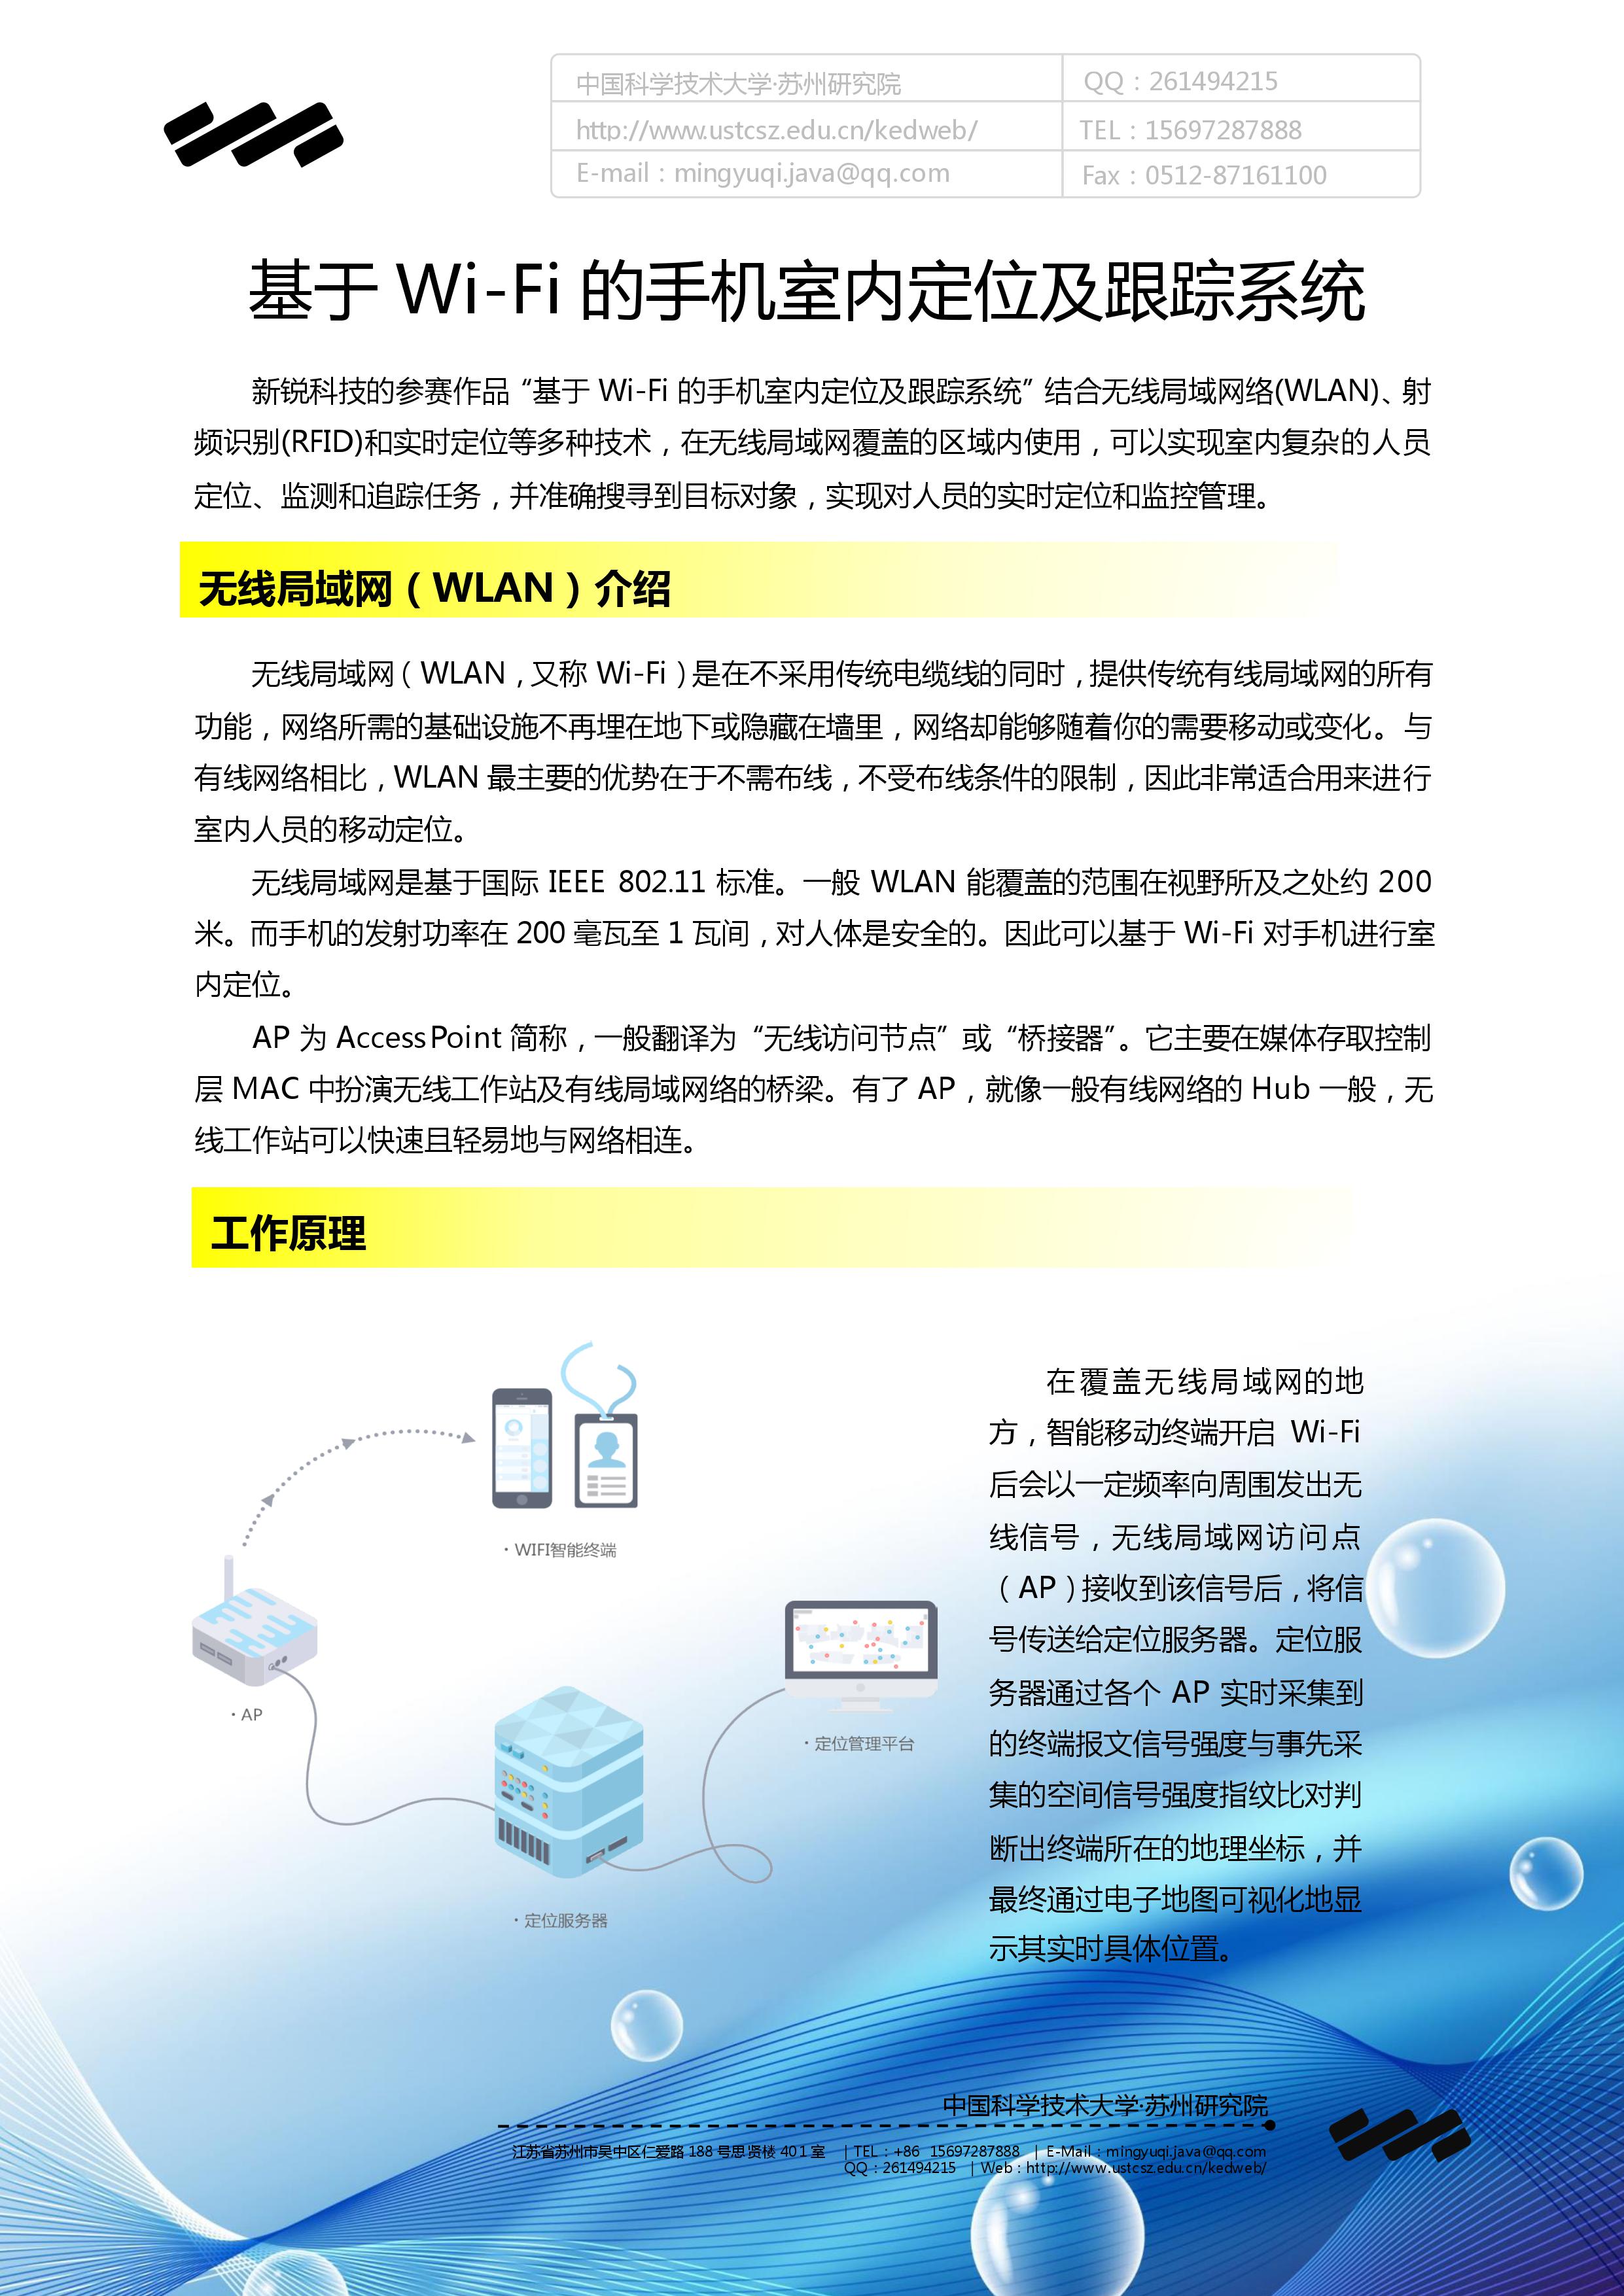 中国科学技术大学·苏州研究院
QQ：261494215
http://www.ustcsz.edu.cn/kedweb/
TEL：15697287888
E-mail：mingyuqi.java@qq.com
Fax：0512-87161100
基于 Wi-Fi 的手机室内定位及跟踪系统
新锐科技的参赛作品“基于 Wi-Fi 的手机室内定位及跟踪系统”结合无线局域网络(WLAN)、射
频识别(RFID)和实时定位等多种技术，在无线局域网覆盖的区域内使用，可以实现室内复杂的人员
定位、监测和追踪任务，并准确搜寻到目标对象，实现对人员的实时定位和监控管理。
无线局域网（WLAN）介绍
无线局域网（WLAN，又称 Wi-Fi）是在不采用传统电缆线的同时，提供传统有线局域网的所有
功能，网络所需的基础设施不再埋在地下或隐藏在墙里，网络却能够随着你的需要移动或变化。与
有线网络相比，WLAN 最主要的优势在于不需布线，不受布线条件的限制，因此非常适合用来进行
室内人员的移动定位。
无线局域网是基于国际 IEEE 802.11 标准。一般 WLAN 能覆盖的范围在视野所及之处约 200
米。而手机的发射功率在 200 毫瓦至 1 瓦间，对人体是安全的。因此可以基于 Wi-Fi 对手机进行室
内定位。
AP 为 Access Point 简称，一般翻译为“无线访问节点”或“桥接器”。它主要在媒体存取控制
层 MAC 中扮演无线工作站及有线局域网络的桥梁。有了 AP，就像一般有线网络的 Hub 一般，无
线工作站可以快速且轻易地与网络相连。
工作原理
在覆盖无线局域网的地
方，智能移动终端开启 Wi-Fi
后会以一定频率向周围发出无
线信号，无线局域网访问点
（AP）接收到该信号后，将信
号传送给定位服务器。定位服
务器通过各个 AP 实时采集到
的终端报文信号强度与事先采
集的空间信号强度指纹比对判
断出终端所在的地理坐标，并
最终通过电子地图可视化地显
示其实时具体位置。
·WIFI智能终端
·AP
·定位管理平台
·定位服务器
中国科学技术大学·苏州研究院
江苏省苏州市吴中区仁爱路 188 号思贤楼 401 室 | TEL：+86 15697287888 | E-Mail：mingyuqi.java@qq.com
QQ：261494215 | Web：http://www.ustcsz.edu.cn/kedweb/